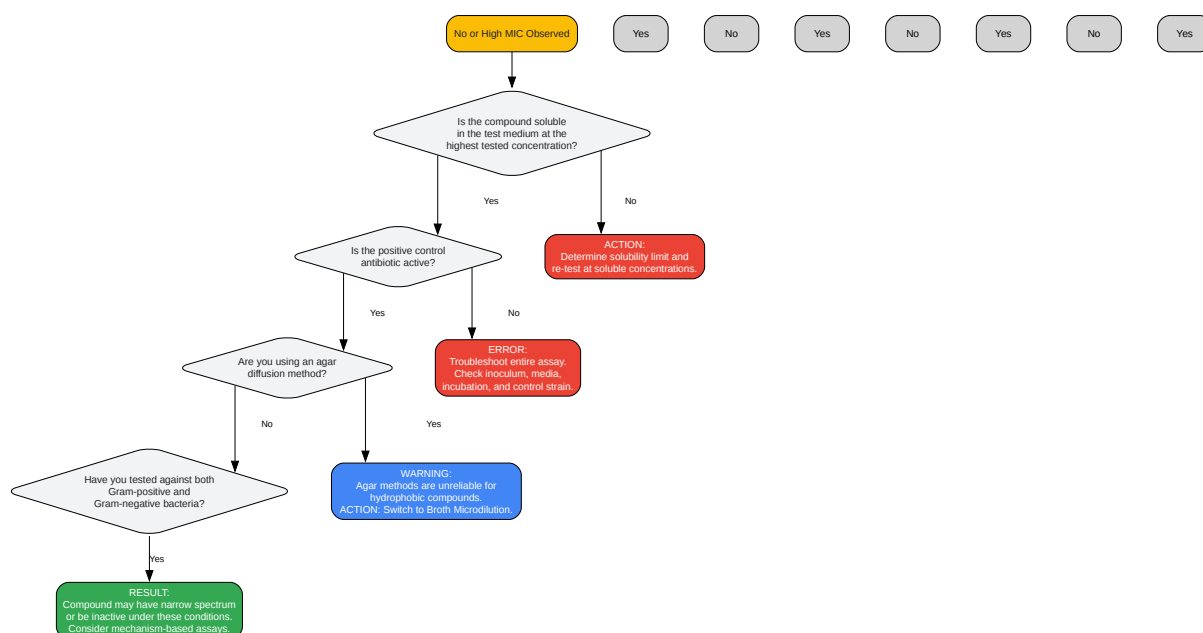 No or High MIC Observed
Yes
No
Yes
No
Yes
No
Yes
Is the compound soluble
in the test medium at the
highest tested concentration?
Yes
No
Is the positive control
antibiotic active?
ACTION:
Determine solubility limit and
re-test at soluble concentrations.
Yes
No
Are you using an agar
diffusion method?
ERROR:
Troubleshoot entire assay.
Check inoculum, media,
incubation, and control strain.
No
Yes
Have you tested against both
Gram-positive and
Gram-negative bacteria?
WARNING:
Agar methods are unreliable for
hydrophobic compounds.
ACTION: Switch to Broth Microdilution.
Yes
RESULT:
Compound may have narrow spectrum
or be inactive under these conditions.
Consider mechanism-based assays.